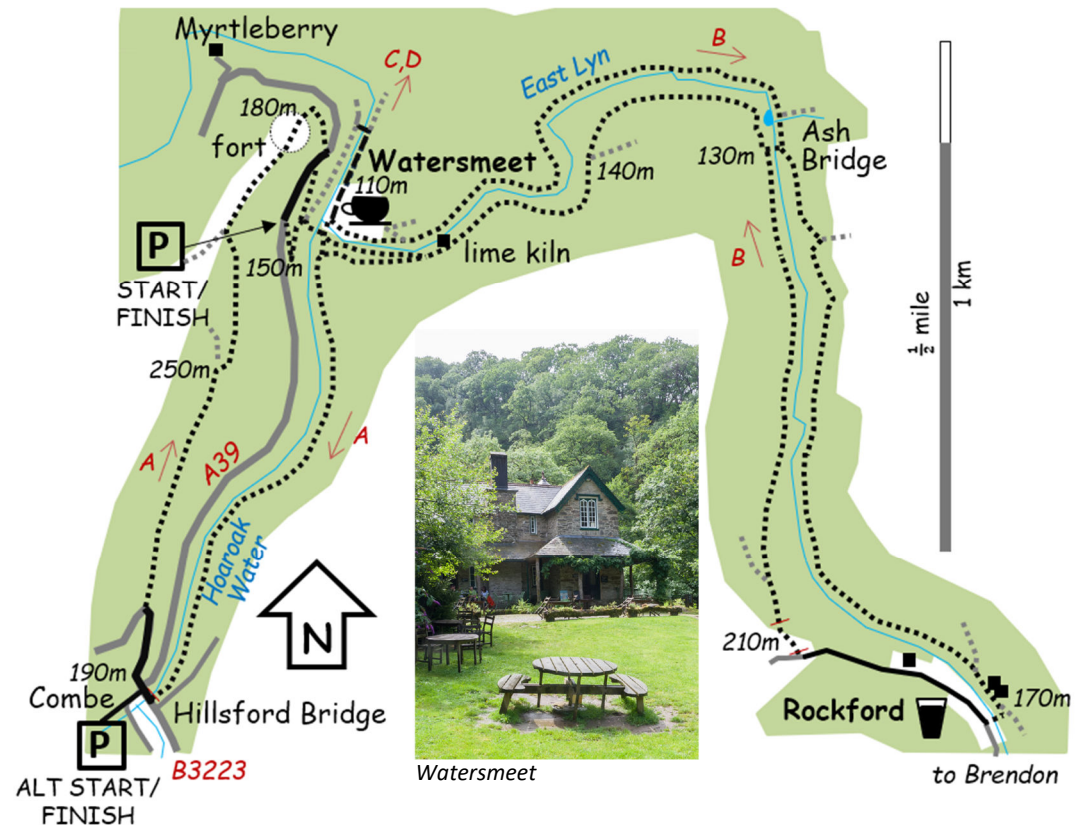 Myrtleberry
C,D
B
East Lyn
180m
fort
Watersmeet
110m
Ash
Bridge
130m
140m
P
START/
FINISH
150m
lime kiln
B
1 km
½ mile
250m
A
A39
A
Hoaroak
Water
N
190m
Combe
Hillsford Bridge
P
ALT START/
FINISH
B3223
Watersmeet
210m
Rockford
170m
to Brendon